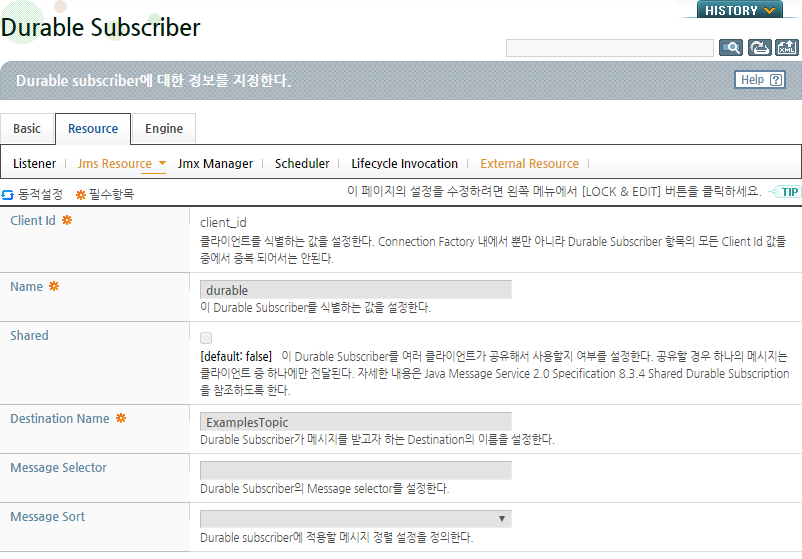 HISTORY
Durable Subscriber
XML
Durable subscriber에 대한 정보를 지정한다.
Help ?
Basic Resource Engine
Listener Jms Resource Jmx Manager Scheduler Lifecycle Invocation External Resource
동적설정 필수항목 이 페이지의 설정을 수정하려면 왼쪽 메뉴에서 [LOCK & EDIT] 버튼을 클릭하세요. TIP
Client Id client_id
클라이언트를 식별하는 값을 설정한다. Connection Factory 내에서 뿐만 아니라 Durable Subscriber 항목의 모든 Client Id 값들
중에서 중복 되어서는 안된다.
Name durable
이 Durable Subscriber를 식별하는 값을 설정한다.
Shared
[default: false] 이 Durable Subscriber를 여러 클라이언트가 공유해서 사용할지 여부를 설정한다. 공유할 경우 하나의 메시지는
클라이언트 중 하나에만 전달된다. 자세한 내용은 Java Message Service 2.0 Specification 8.3.4 Shared Durable Subscription
을 참조하도록 한다.
Destination Name ExamplesTopic
Durable Subscriber가 메시지를 받고자 하는 Destination의 이름을 설정한다.
Message Selector
Durable Subscriber의 Message selector를 설정한다.
Message Sort
Durable subscriber에 적용할 메시지 정렬 설정을 정의한다.